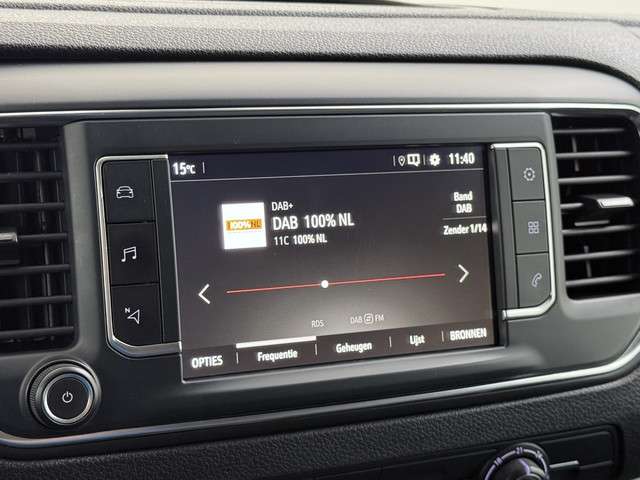 15°C
11:40
DAB+
100% NL
DAB 100% NL
11C 100% NL
Band
DAB
Zender 1/14
RDS
DAB FM
OPTIES
Frequentie
Geheugen
Lijst
BRONNEN
N